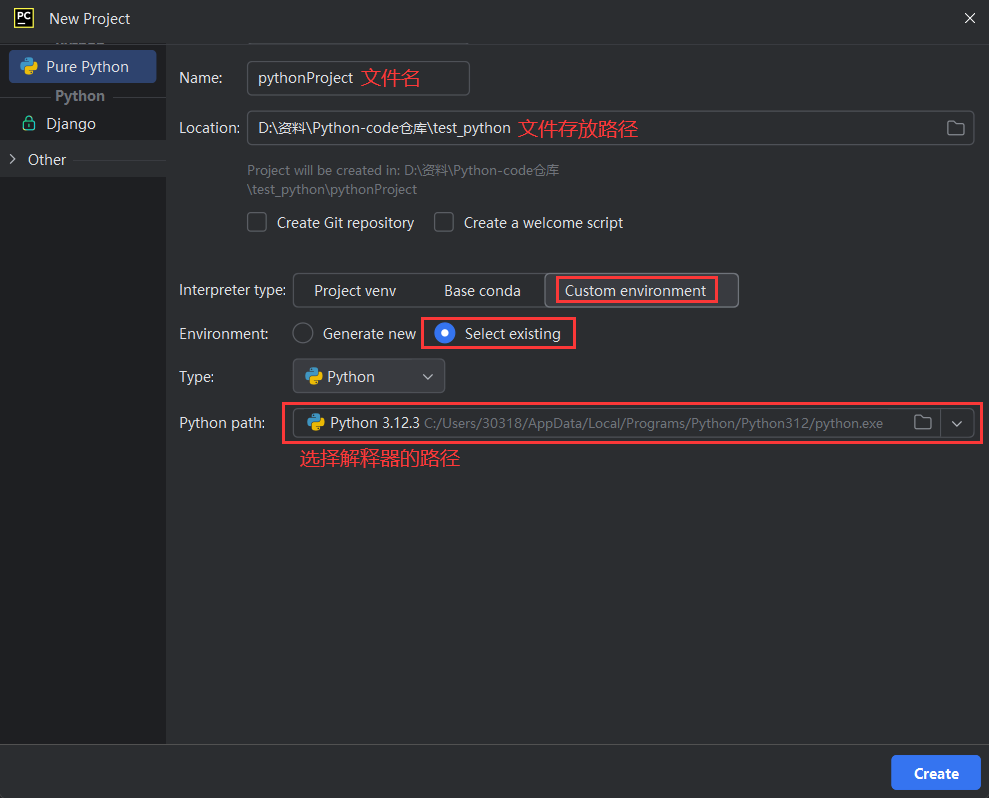 PC New Project
Pure Python
Python
Django
Other
Name: pythonProject 文件名
Location: D:\资料\Python-code仓库\test_python 文件存放路径
Project will be created in: D:\资料\Python-code仓库
\test_python\pythonProject
Create Git repository Create a welcome script
Interpreter type: Project venv Base conda Custom environment
Environment: Generate new Select existing
Type: Python
Python path: Python 3.12.3 C:/Users/30318/AppData/Local/Programs/Python/Python312/python.exe
选择解释器的路径
Create